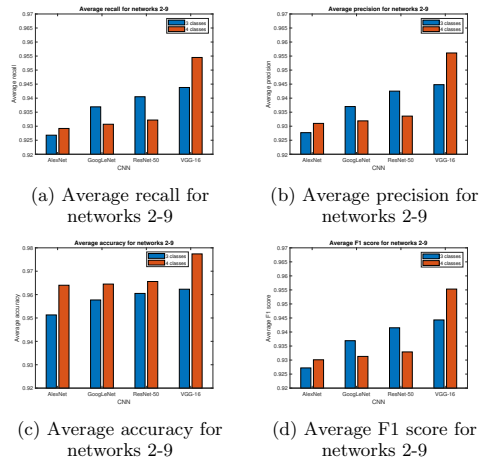 Average recall for networks 2-9
0.97
0.965
0.96
0.955
0.95
0.945
0.94
0.935
0.93
0.925
0.92
Average recall
3 classes
4 classes
AlexNet GoogLeNet ResNet-50 VGG-16
CNN
(a) Average recall for
networks 2-9
Average precision for networks 2-9
0.97
0.965
0.96
0.955
0.95
0.945
0.94
0.935
0.93
0.925
0.92
Average precision
3 classes
4 classes
AlexNet GoogLeNet ResNet-50 VGG-16
CNN
(b) Average precision for
networks 2-9
Average accuracy for networks 2-9
0.98
0.97
0.96
0.95
0.94
0.93
0.92
Average accuracy
3 classes
4 classes
AlexNet GoogLeNet ResNet-50 VGG-16
CNN
(c) Average accuracy for
networks 2-9
Average F1 score for networks 2-9
0.97
0.965
0.96
0.955
0.95
0.945
0.94
0.935
0.93
0.925
0.92
Average F1 score
3 classes
4 classes
AlexNet GoogLeNet ResNet-50 VGG-16
CNN
(d) Average F1 score for
networks 2-9